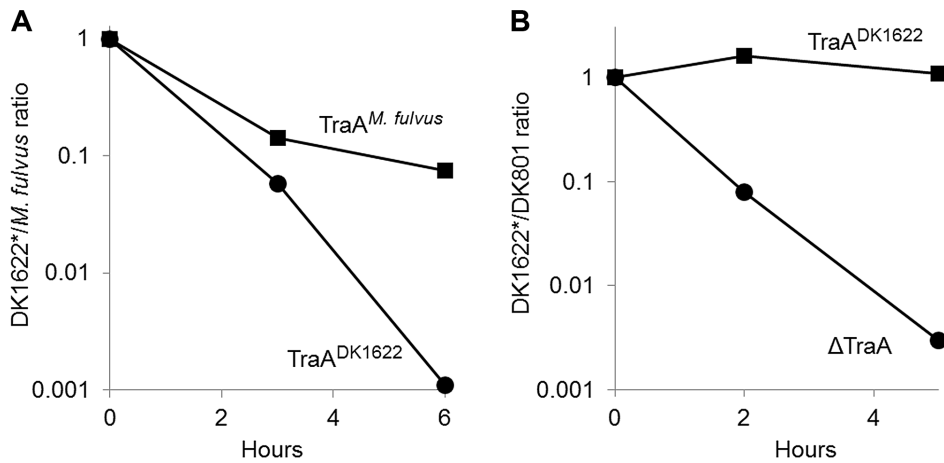 A
DK1622*/M. fulvus ratio
1
0.1
0.01
0.001
TraA^M. fulvus
TraA^DK1622
0
2
4
6
Hours
B
DK1622*/DK801 ratio
1
0.1
0.01
0.001
TraA^DK1622
ΔTraA
0
2
4
Hours